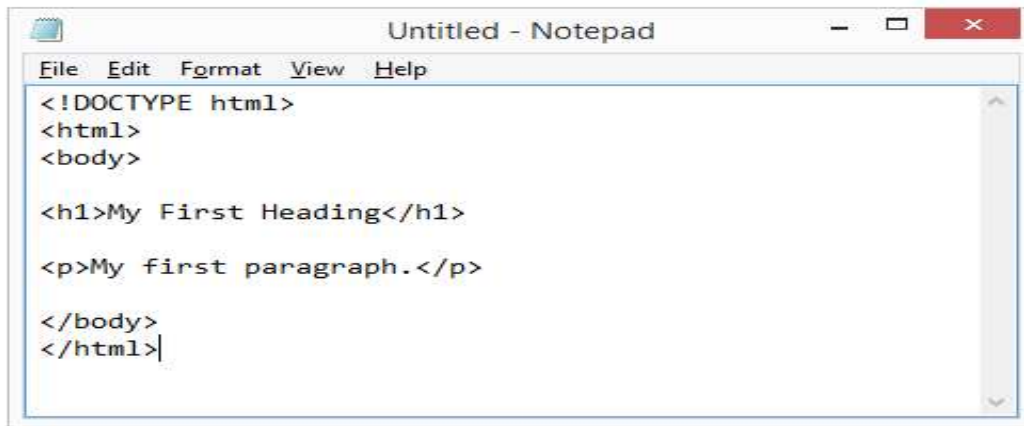 Untitled - Notepad
File Edit Format View Help
<!DOCTYPE html>
<html>
<body>
<h1>My First Heading</h1>
<p>My first paragraph.</p>
</body>
</html>